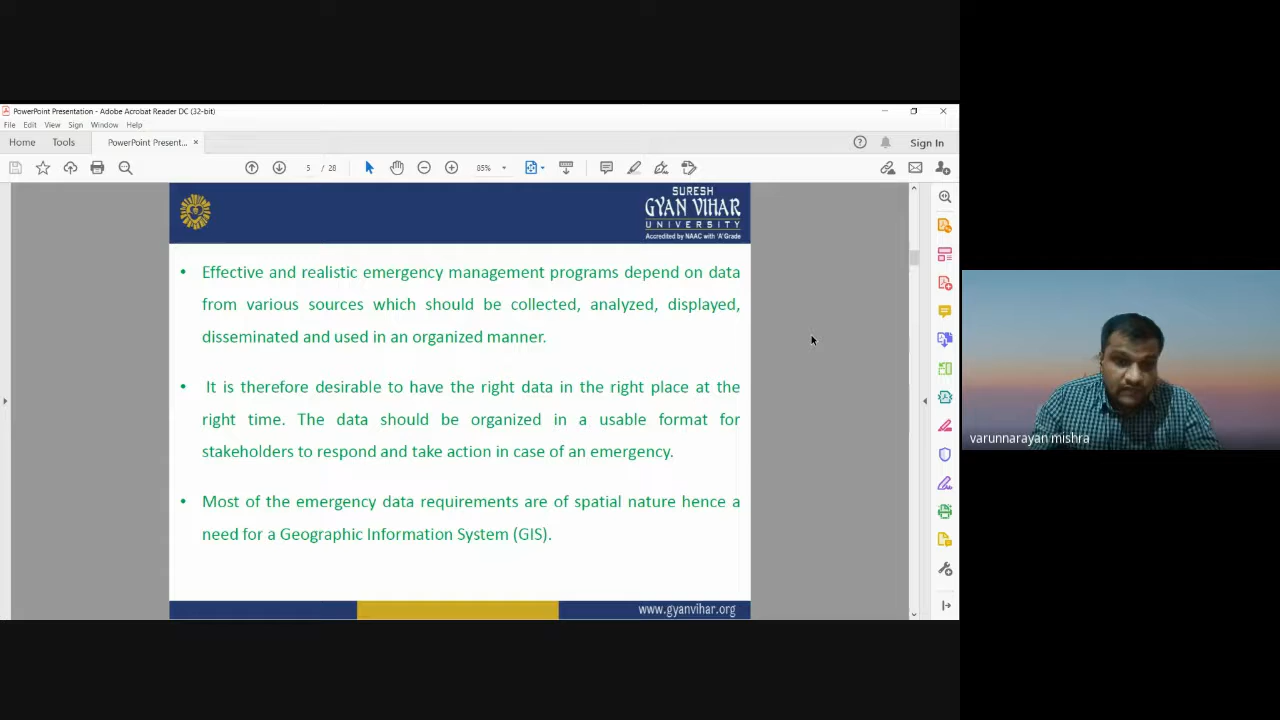 PowerPoint Presentation - Adobe Acrobat Reader DC (32-bit)
File Edit View Sign Window Help
Home Tools PowerPoint Present... × Sign In
5 / 28 85%
SURESH
GYAN VIHAR
UNIVERSITY
Accredited by NAAC with 'A' Grade
• Effective and realistic emergency management programs depend on data
from various sources which should be collected, analyzed, displayed,
disseminated and used in an organized manner.
• It is therefore desirable to have the right data in the right place at the
right time. The data should be organized in a usable format for
stakeholders to respond and take action in case of an emergency.
• Most of the emergency data requirements are of spatial nature hence a
need for a Geographic Information System (GIS).
www.gyanvihar.org
varunnarayan mishra